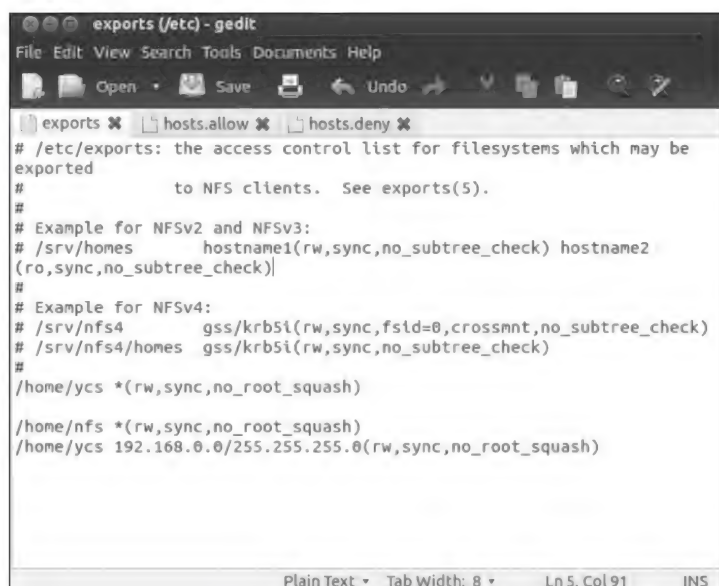 exports (/etc) - gedit
File Edit View Search Tools Documents Help
Open Save Undo
exports hosts.allow hosts.deny
# /etc/exports: the access control list for filesystems which may be
exported
# to NFS clients. See exports(5).
#
# Example for NFSv2 and NFSv3:
# /srv/homes hostname1(rw,sync,no_subtree_check) hostname2
(ro,sync,no_subtree_check)
#
# Example for NFSv4:
# /srv/nfs4 gss/krb5i(rw,sync,fsid=0,crossmnt,no_subtree_check)
# /srv/nfs4/homes gss/krb5i(rw,sync,no_subtree_check)
#
/home/ycs *(rw,sync,no_root_squash)
/home/nfs *(rw,sync,no_root_squash)
/home/ycs 192.168.0.0/255.255.255.0(rw,sync,no_root_squash)
Plain Text Tab Width: 8 Ln 5, Col 91 INS